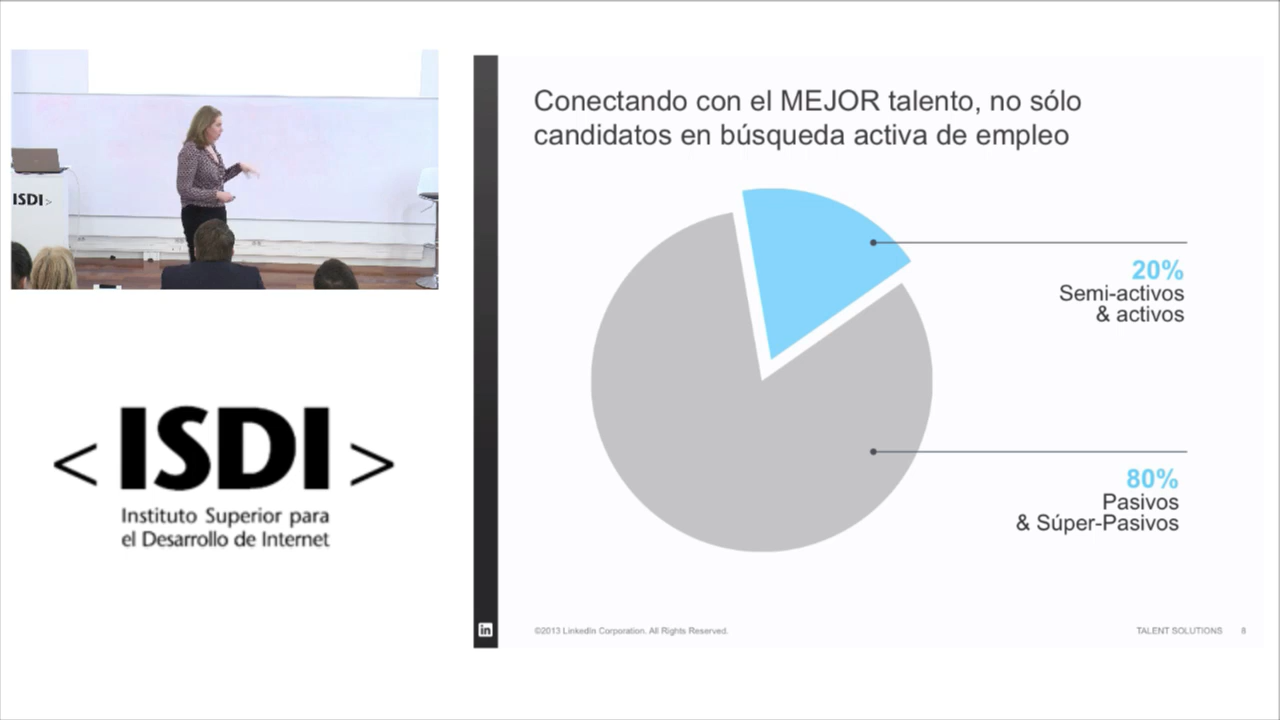 ISDI>
<ISDI>
Instituto Superior para
el Desarrollo de Internet
Conectando con el MEJOR talento, no sólo
candidatos en búsqueda activa de empleo
20%
Semi-activos
& activos
80%
Pasivos
& Súper-Pasivos
in
©2013 LinkedIn Corporation. All Rights Reserved.
TALENT SOLUTIONS 8